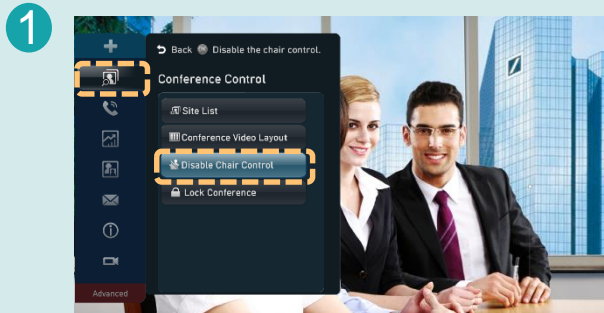 1
Back Disable the chair control.
Conference Control
Site List
Conference Video Layout
Disable Chair Control
Lock Conference
Advanced